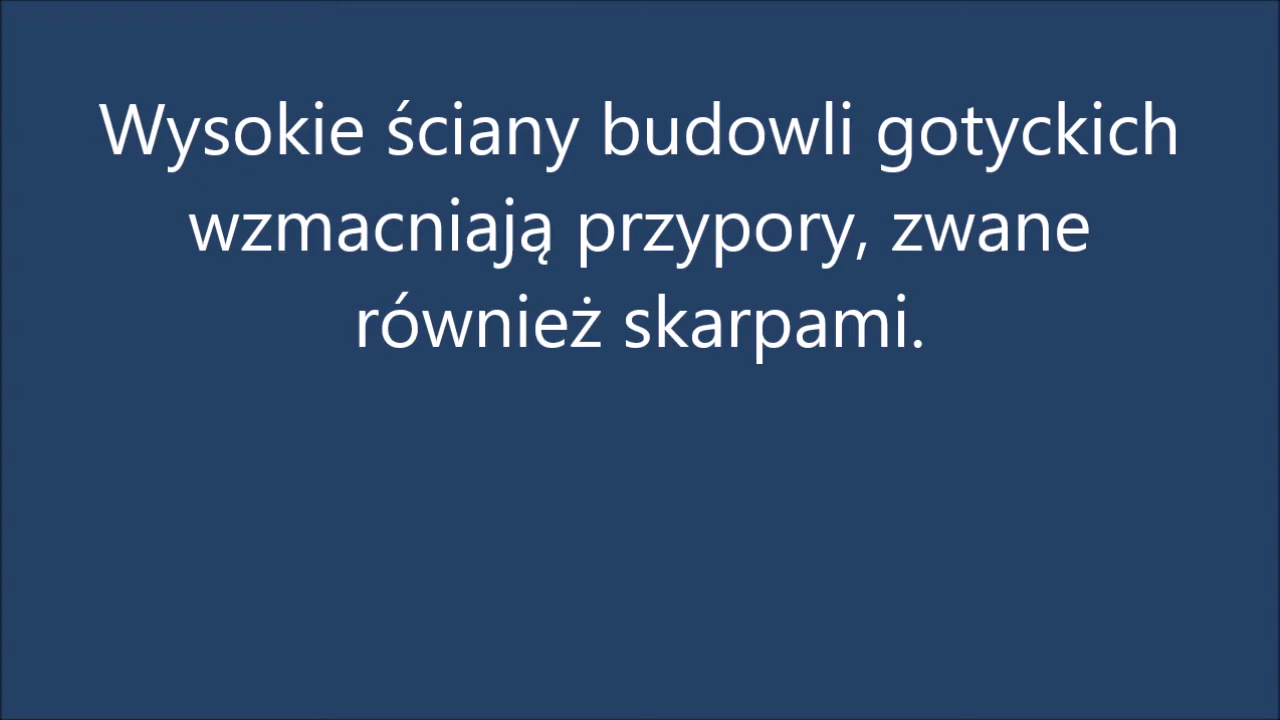 Wysokie ściany budowli gotyckich
wzmacniają przypory, zwane
również skarpami.